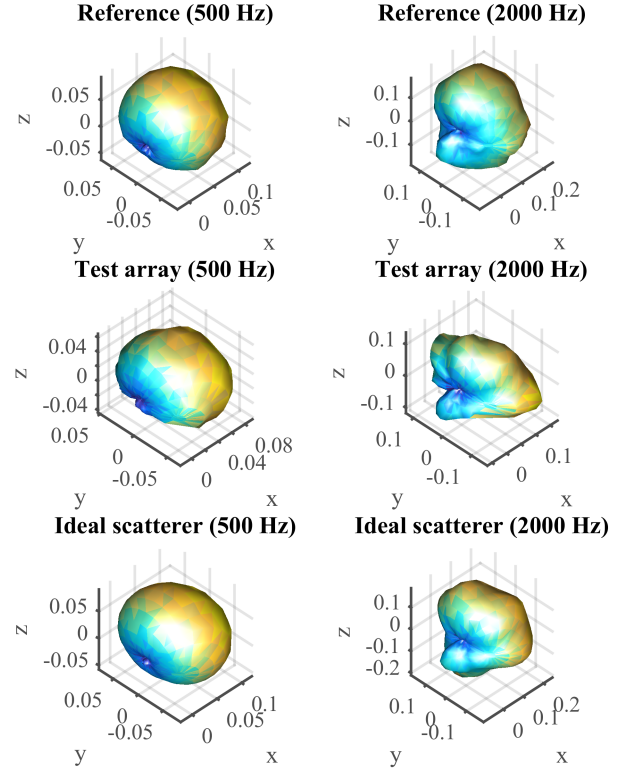 Reference (500 Hz)
0.05
0
-0.05
z
0.05
0
-0.05
y
0
0.05
0.1
x
Reference (2000 Hz)
0.1
0
-0.1
z
0.1
0
-0.1
y
0
0.1
0.2
x
Test array (500 Hz)
0.04
0
-0.04
z
0.05
0
-0.05
y
0
0.04
0.08
x
Test array (2000 Hz)
0.1
0
-0.1
z
0.1
0
-0.1
y
0
0.1
x
Ideal scatterer (500 Hz)
0.05
0
-0.05
z
0.05
0
-0.05
y
0
0.05
0.1
x
Ideal scatterer (2000 Hz)
0.1
0
-0.1
-0.2
z
0.1
0
-0.1
y
0
0.1
0.2
x